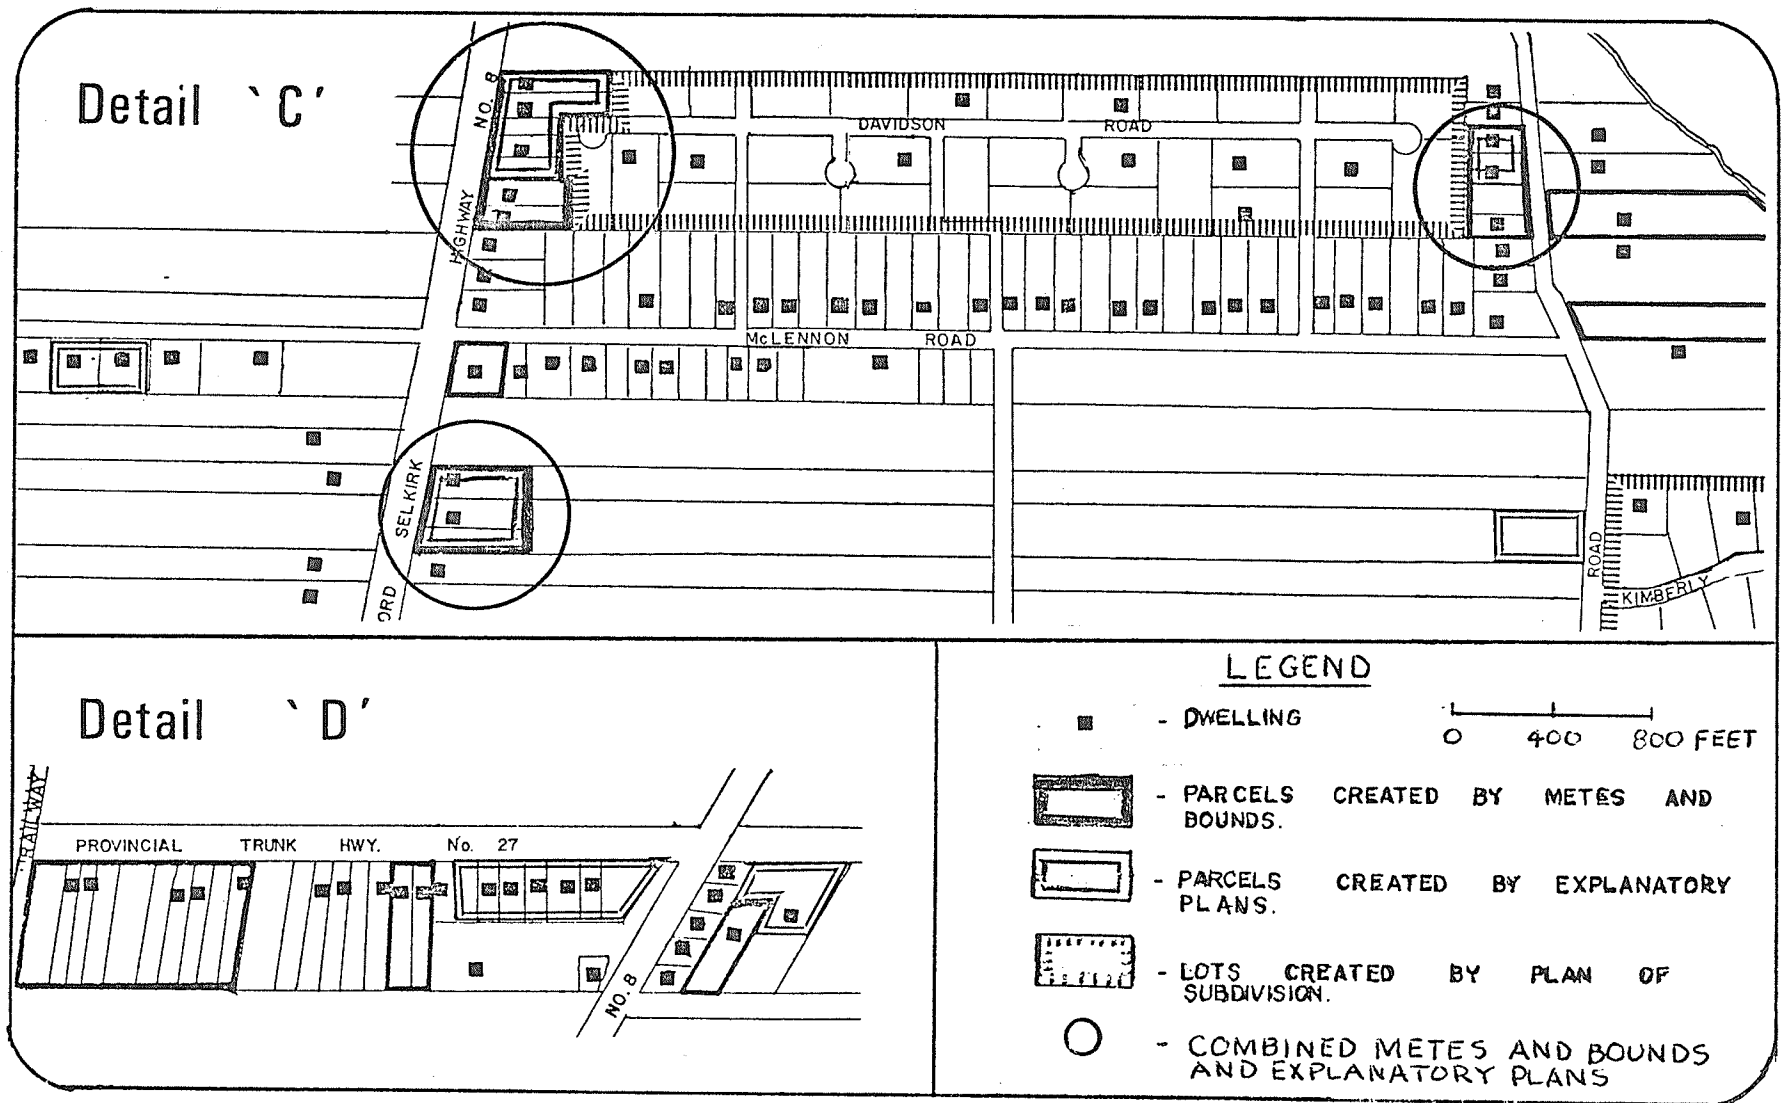 Detail 'C'
NO. 8
HIGHWAY
SELKIRK
ORD
DAVIDSON ROAD
McLENNON ROAD
ROAD
KIMBERLY
Detail 'D'
RAILWAY
PROVINCIAL TRUNK HWY. No. 27
NO. 8
LEGEND
- DWELLING
0 400 800 FEET
- PARCELS CREATED BY METES AND
BOUNDS.
- PARCELS CREATED BY EXPLANATORY
PLANS.
- LOTS CREATED BY PLAN OF
SUBDIVISION.
- COMBINED METES AND BOUNDS
AND EXPLANATORY PLANS